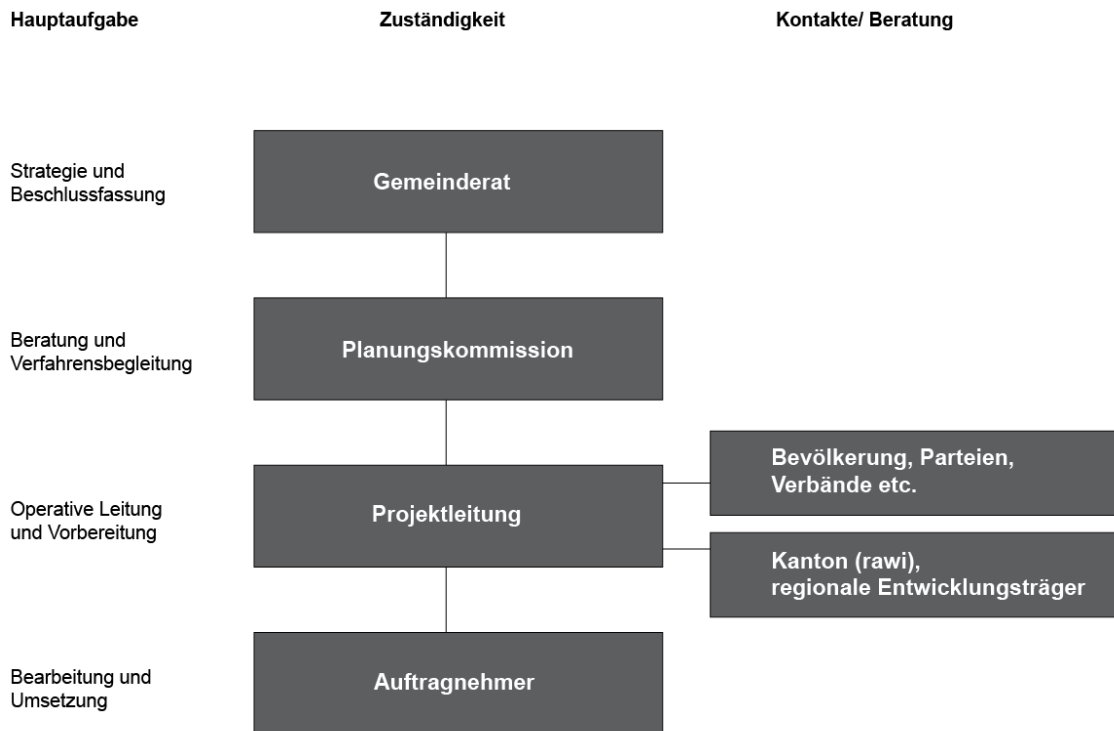 Hauptaufgabe
Zuständigkeit
Kontakte/ Beratung
Strategie und
Beschlussfassung
Gemeinderat
Beratung und
Verfahrensbegleitung
Planungskommission
Operative Leitung
und Vorbereitung
Projektleitung
Bevölkerung, Parteien,
Verbände etc.
Kanton (rawi),
regionale Entwicklungsträger
Bearbeitung und
Umsetzung
Auftragnehmer